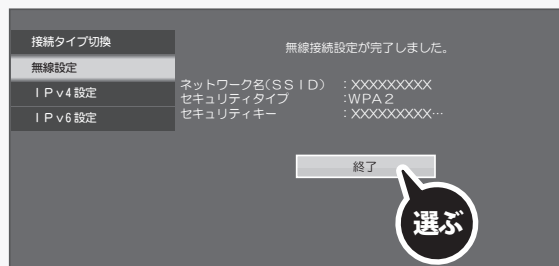 接続タイプ切換
無線設定
ＩＰｖ４設定
ＩＰｖ６設定
無線接続設定が完了しました。
ネットワーク名(ＳＳＩＤ)　：XXXXXXXXX
セキュリティタイプ　：WPA２
セキュリティキー　：XXXXXXXXX…
終了
選ぶ